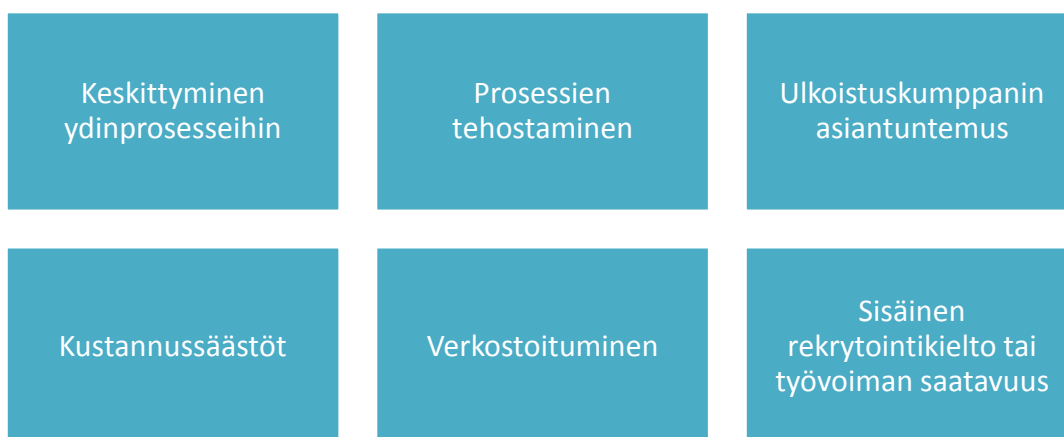 Keskittyminen
ydinprosesseihin
Prosessien
tehostaminen
Ulkoistuskumppanin
asiantuntemus
Kustannussäästöt
Verkostoituminen
Sisäinen
rekrytointikielto tai
työvoiman saatavuus